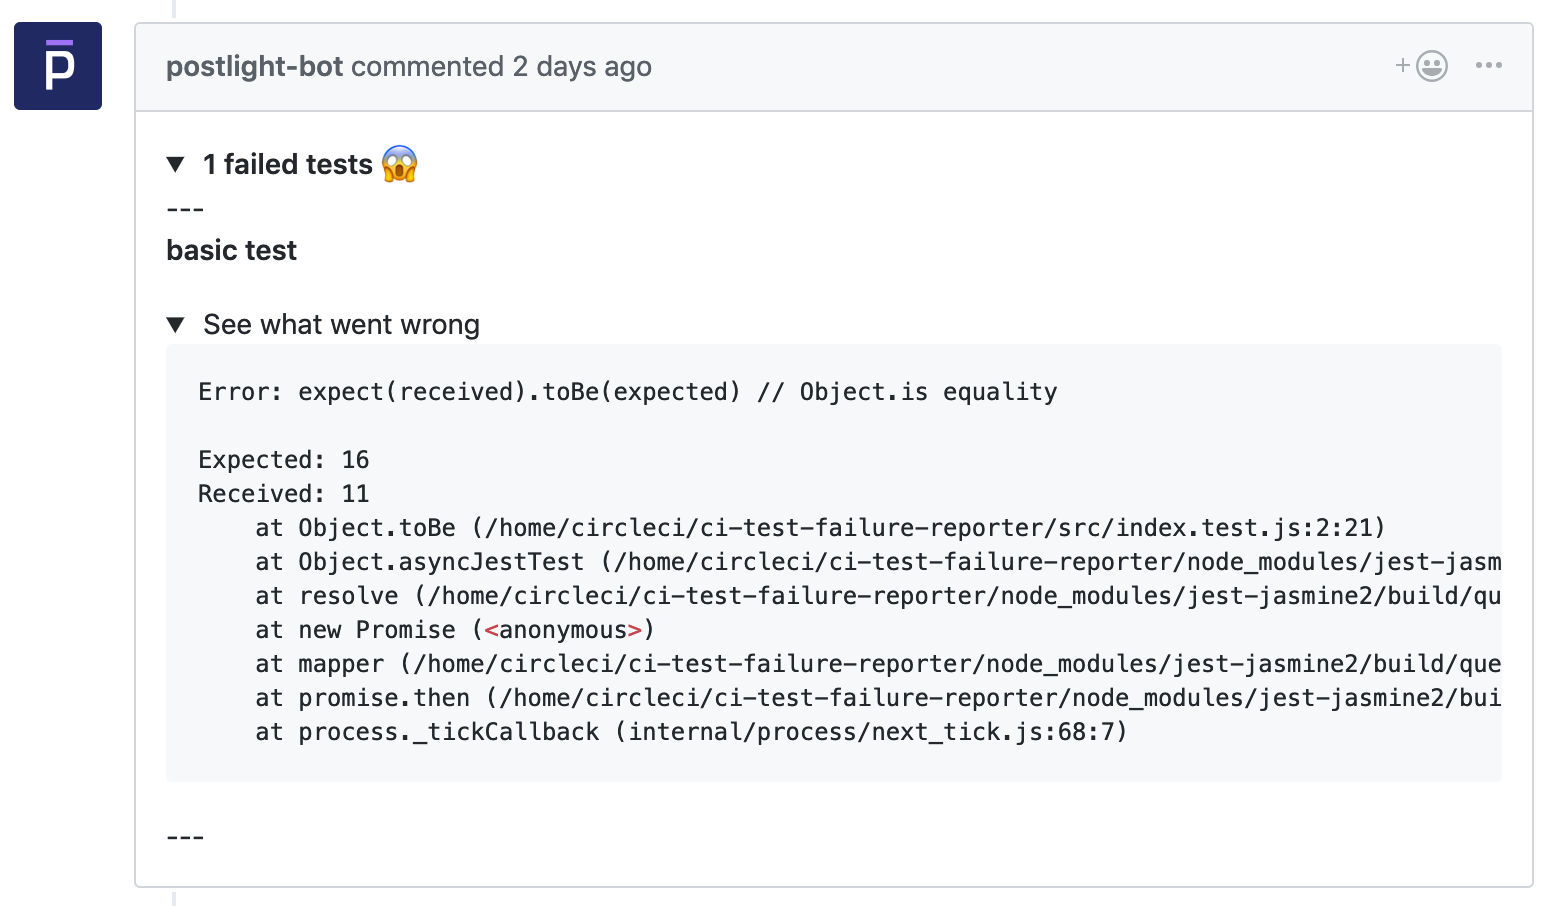 P
postlight-bot commented 2 days ago
▼ 1 failed tests 😱
---
basic test
▼ See what went wrong
Error: expect(received).toBe(expected) // Object.is equality
Expected: 16
Received: 11
at Object.toBe (/home/circleci/ci-test-failure-reporter/src/index.test.js:2:21)
at Object.asyncJestTest (/home/circleci/ci-test-failure-reporter/node_modules/jest-jasm
at resolve (/home/circleci/ci-test-failure-reporter/node_modules/jest-jasmine2/build/qu
at new Promise (<anonymous>)
at mapper (/home/circleci/ci-test-failure-reporter/node_modules/jest-jasmine2/build/que
at promise.then (/home/circleci/ci-test-failure-reporter/node_modules/jest-jasmine2/bui
at process._tickCallback (internal/process/next_tick.js:68:7)
---